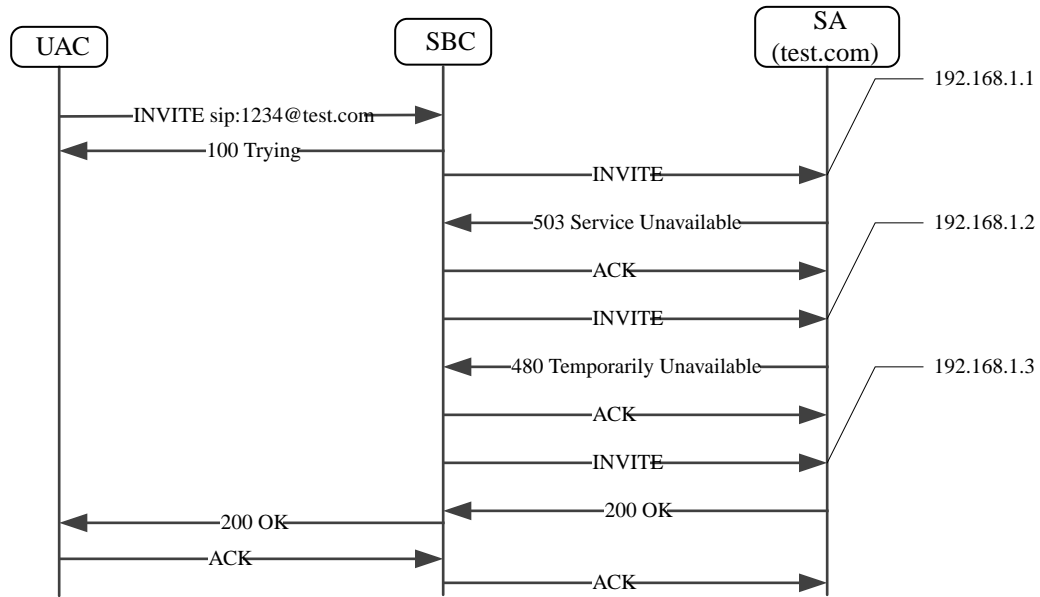 UAC
SBC
SA
(test.com)
192.168.1.1
INVITE sip:1234@test.com
100 Trying
INVITE
503 Service Unavailable
192.168.1.2
ACK
INVITE
480 Temporarily Unavailable
192.168.1.3
ACK
INVITE
200 OK
200 OK
ACK
ACK